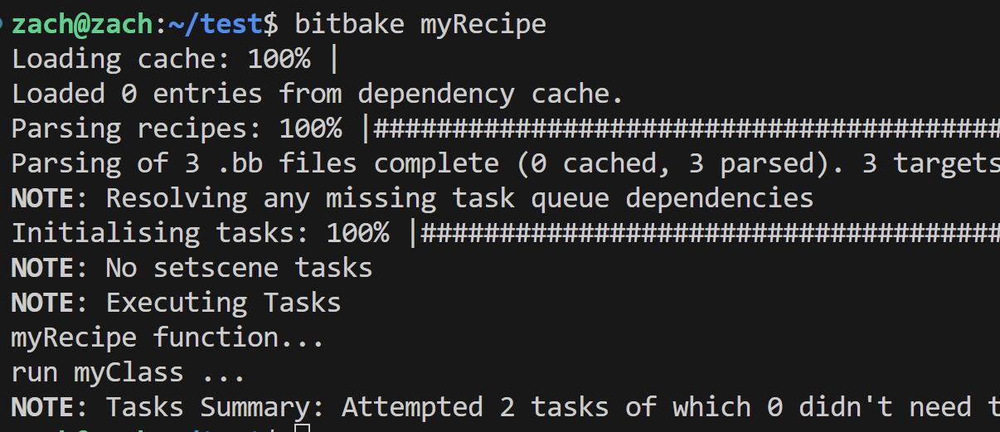 zach@zach:~/test$ bitbake myRecipe
Loading cache: 100% |
Loaded 0 entries from dependency cache.
Parsing recipes: 100% |########################################
Parsing of 3 .bb files complete (0 cached, 3 parsed). 3 targets
NOTE: Resolving any missing task queue dependencies
Initialising tasks: 100% |#####################################
NOTE: No setscene tasks
NOTE: Executing Tasks
myRecipe function...
run myClass ...
NOTE: Tasks Summary: Attempted 2 tasks of which 0 didn't need